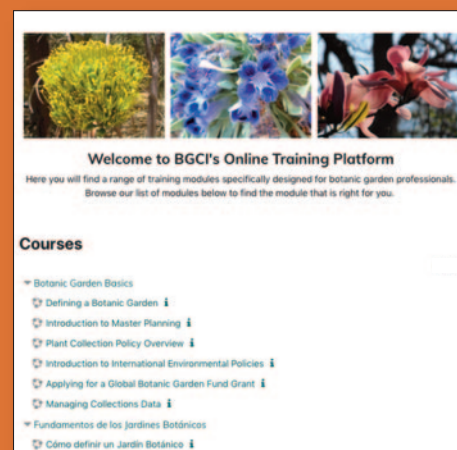 Welcome to BGCI's Online Training Platform
Here you will find a range of training modules specifically designed for botanic garden professionals.
Browse our list of modules below to find the module that is right for you.
Courses
Botanic Garden Basics
Defining a Botanic Garden
Introduction to Master Planning
Plant Collection Policy Overview
Introduction to International Environmental Policies
Applying for a Global Botanic Garden Fund Grant
Managing Collections Data
Fundamentos de los Jardines Botánicos
Cómo definir un Jardín Botánico